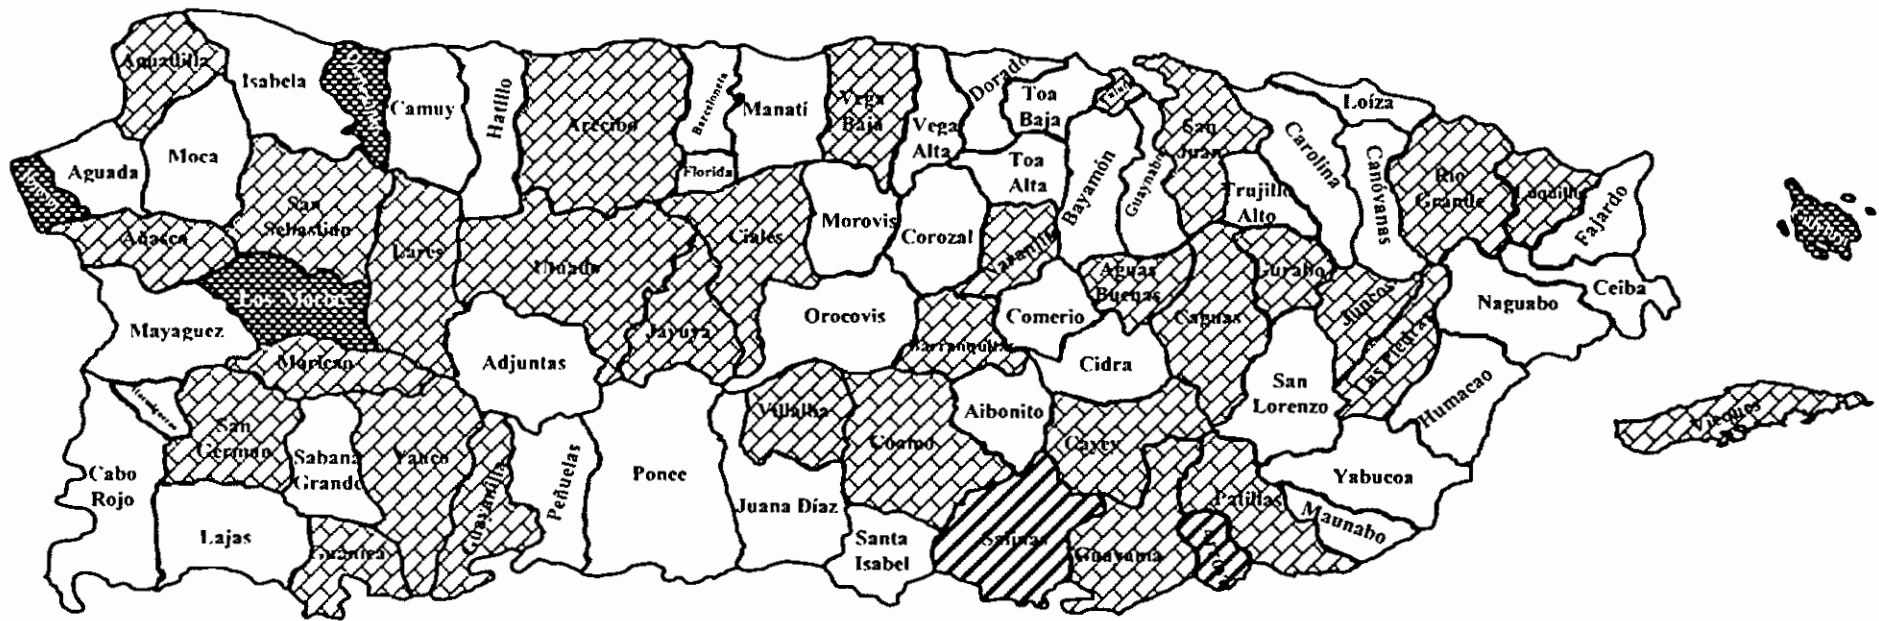 Aguadilla
Isabela
Camuy
Hatillo
Arecibo
Barceloneta
Manatí
Vega
Baja
Vega
Alta
Dorado
Toa
Baja
San
Juan
Loíza
Carolina
Canóvanas
Río
Grande
Luquillo
Fajardo
Aguada
Moca
Florida
Toa
Alta
Bayamón
Guaynabo
Trujillo
Alto
Añasco
San
Sebastián
Lares
Utuado
Ciales
Morovis
Corozal
Naranjito
Aguas
Buenas
Caguas
Gurabo
Juncos
Las Piedras
Naguabo
Ceiba
Mayaguez
Maricao
Adjuntas
Jayuya
Orocovis
Barranquitas
Comerio
Cidra
San
Lorenzo
Humacao
Vieques
Cabo
Rojo
San
Germán
Sabana
Grande
Yauco
Guayanilla
Peñuelas
Ponce
Villalba
Juana Díaz
Coamo
Aibonito
Cayey
Yabucoa
Patillas
Maunabo
Lajas
Guánica
Santa
Isabel
Salinas
Guayama